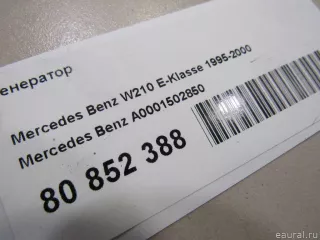 енератор
Mercedes Benz W210 E-Klasse 1995-2000
Mercedes Benz A0001502850
80 852 388
eaural.ru